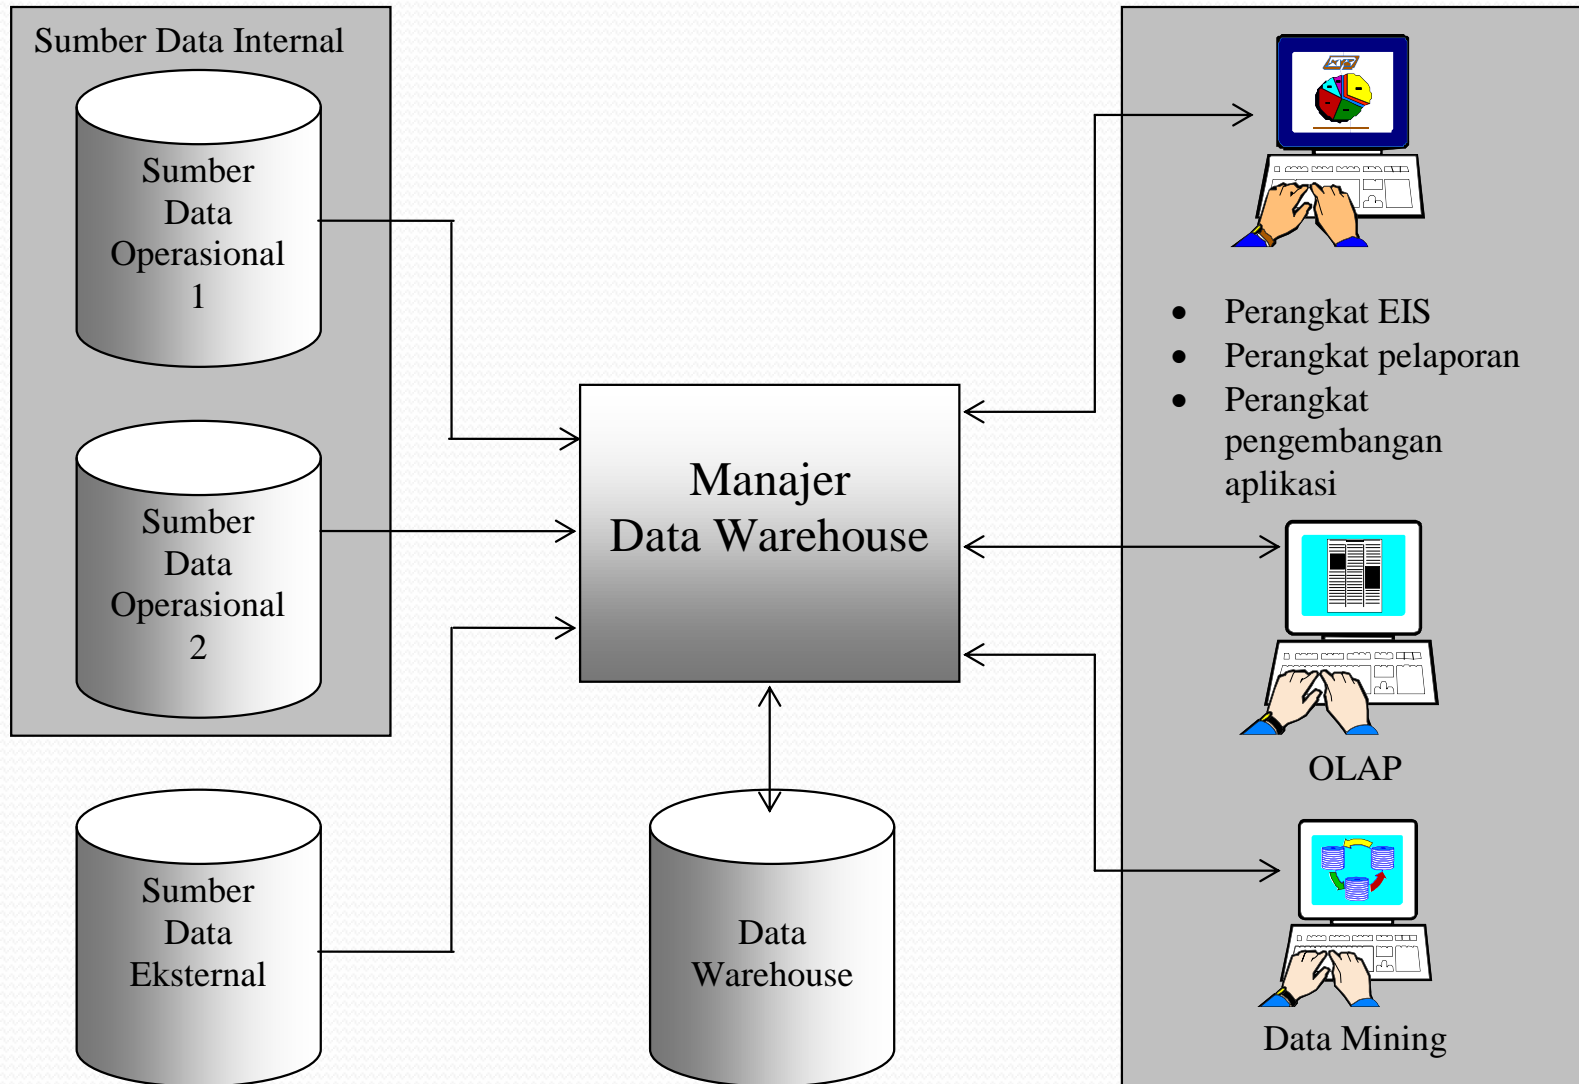 Sumber Data Internal
Sumber
Data
Operasional
1
Sumber
Data
Operasional
2
Sumber
Data
Eksternal
Manajer
Data Warehouse
Data
Warehouse
xyz
• Perangkat EIS
• Perangkat pelaporan
• Perangkat
pengembangan
aplikasi
OLAP
Data Mining